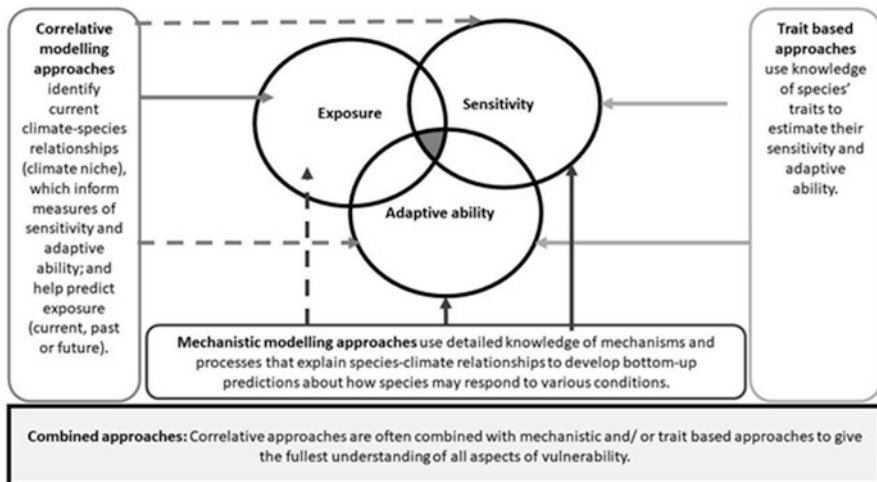 Correlative
modelling
approaches
identify
current
climate-species
relationships
(climate niche),
which inform
measures of
sensitivity and
adaptive
ability; and
help predict
exposure
(current, past
or future).
Exposure
Sensitivity
Adaptive ability
Trait based
approaches
use knowledge
of species'
traits to
estimate their
sensitivity and
adaptive
ability.
Mechanistic modelling approaches use detailed knowledge of mechanisms and
processes that explain species-climate relationships to develop bottom-up
predictions about how species may respond to various conditions.
Combined approaches: Correlative approaches are often combined with mechanistic and/ or trait based approaches to give
the fullest understanding of all aspects of vulnerability.